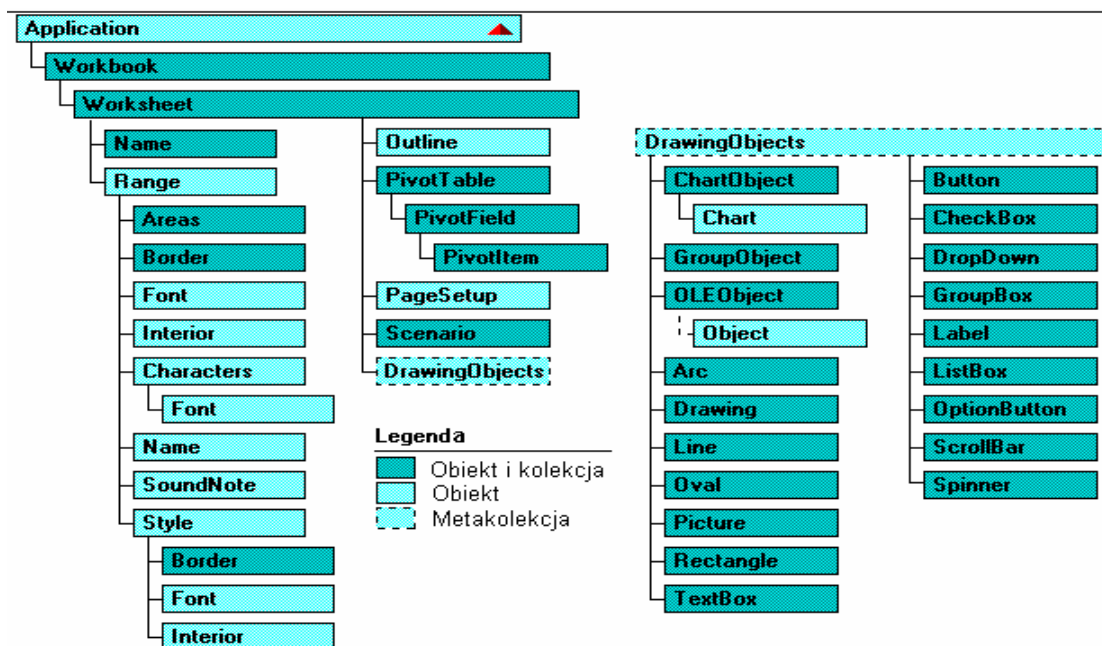 Application
Workbook
Worksheet
Name
Range
Areas
Border
Font
Interior
Characters
Font
Name
SoundNote
Style
Border
Font
Interior
Outline
PivotTable
PivotField
PivotItem
PageSetup
Scenario
DrawingObjects
Legenda
Obiekt i kolekcja
Obiekt
Metakolekcja
DrawingObjects
ChartObject
Chart
GroupObject
OLEObject
Object
Arc
Drawing
Line
Oval
Picture
Rectangle
TextBox
Button
CheckBox
DropDown
GroupBox
Label
ListBox
OptionButton
ScrollBar
Spinner